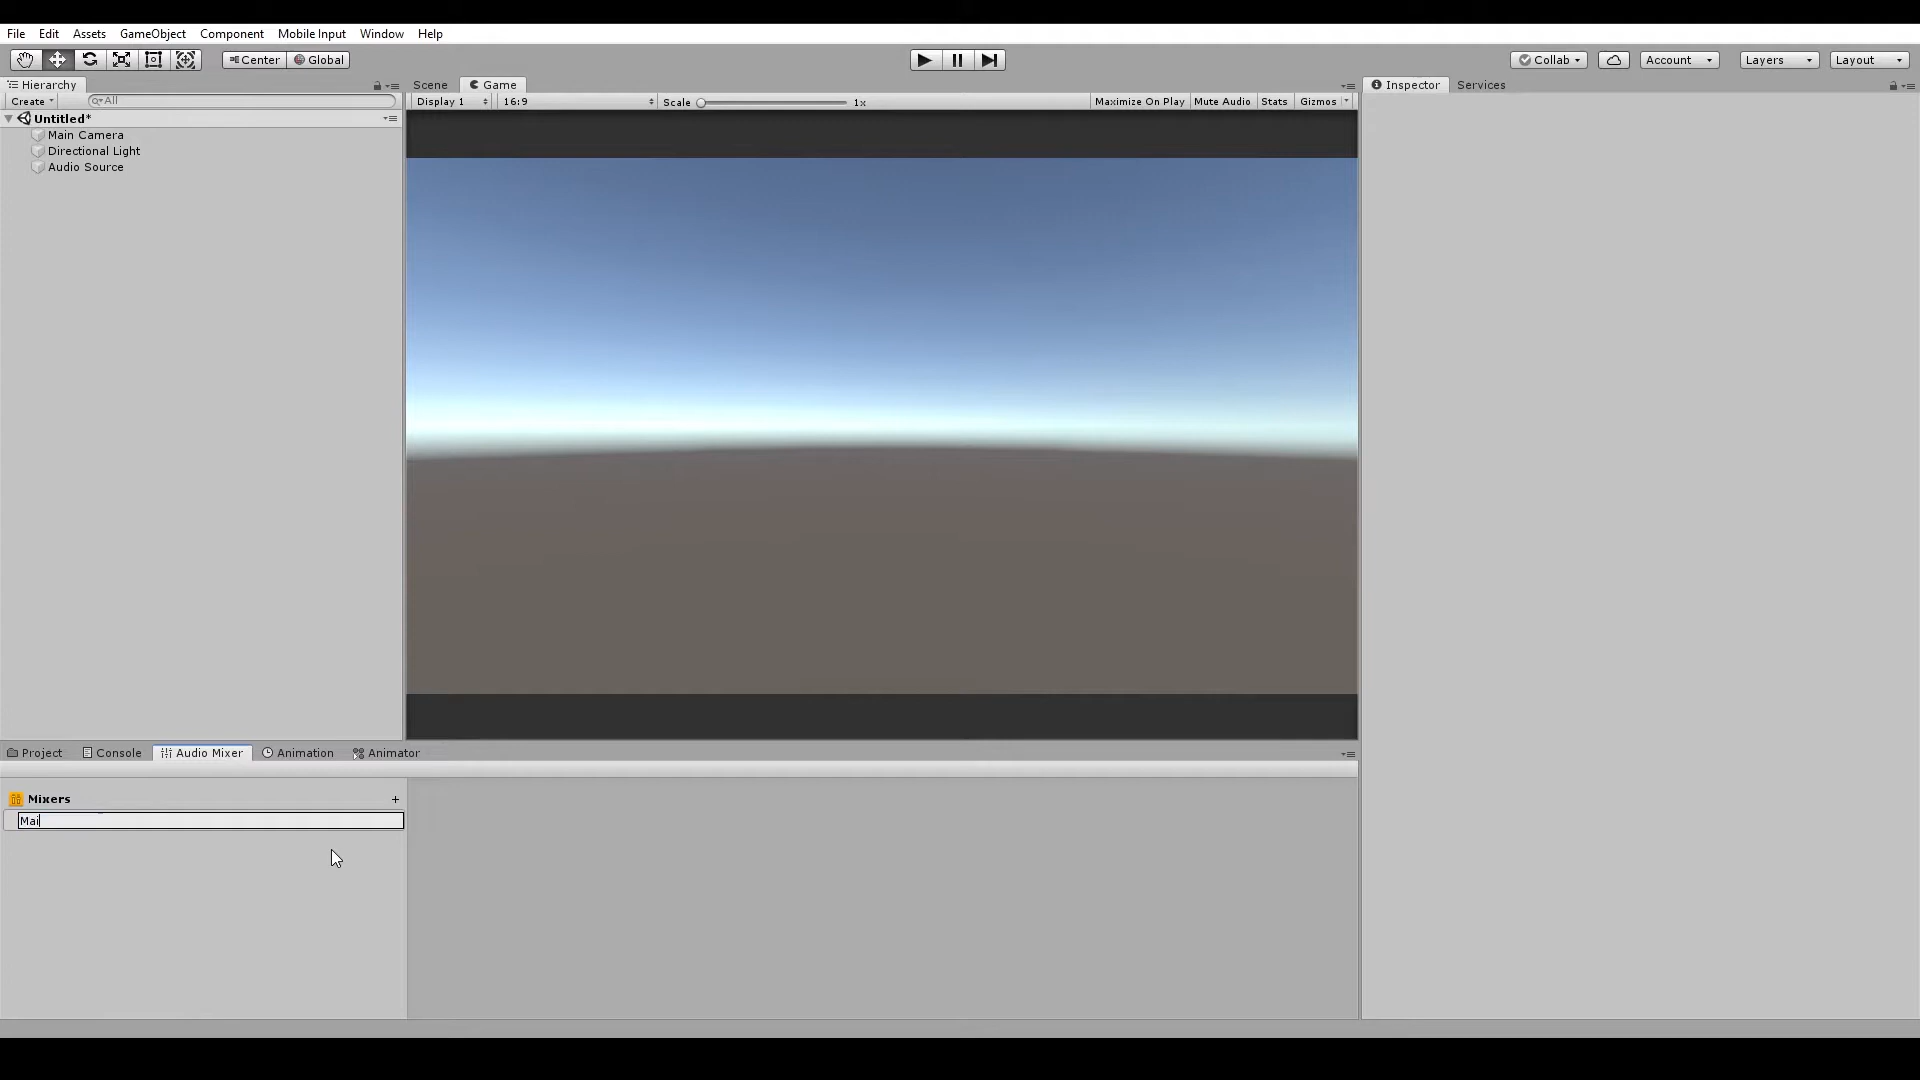 File Edit Assets GameObject Component Mobile Input Window Help
Center Global Collab Account Layers Layout
Hierarchy Scene Game Inspector Services
Create All Display 1 16:9 Scale 1x Maximize On Play Mute Audio Stats Gizmos
Untitled*
Main Camera
Directional Light
Audio Source
Project Console Audio Mixer Animation Animator
Mixers +
Mai